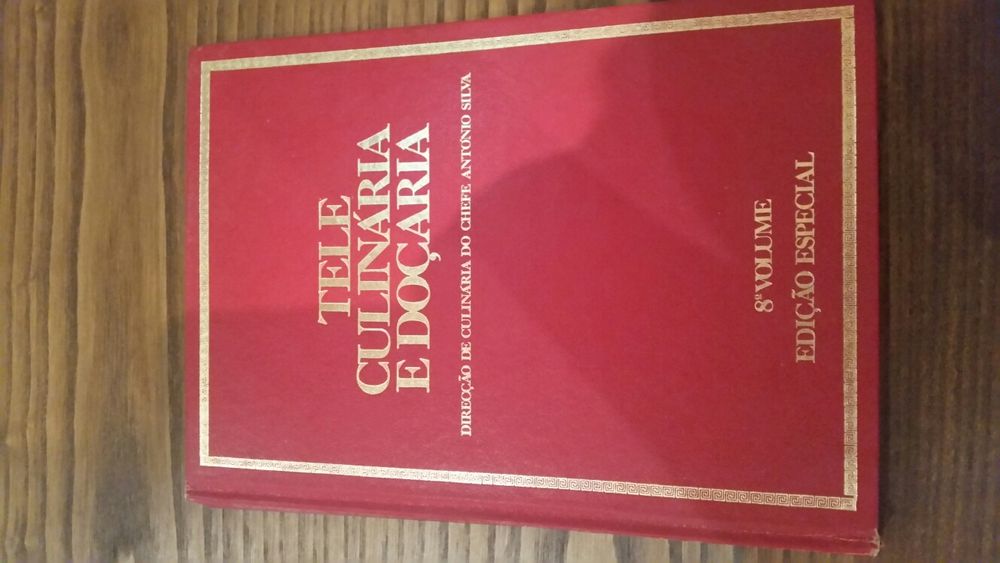 TELE
CULINÁRIA
E DOÇARIA
DIRECÇÃO DE CULINÁRIA DO CHEFE ANTÓNIO SILVA
8º VOLUME
EDIÇÃO ESPECIAL